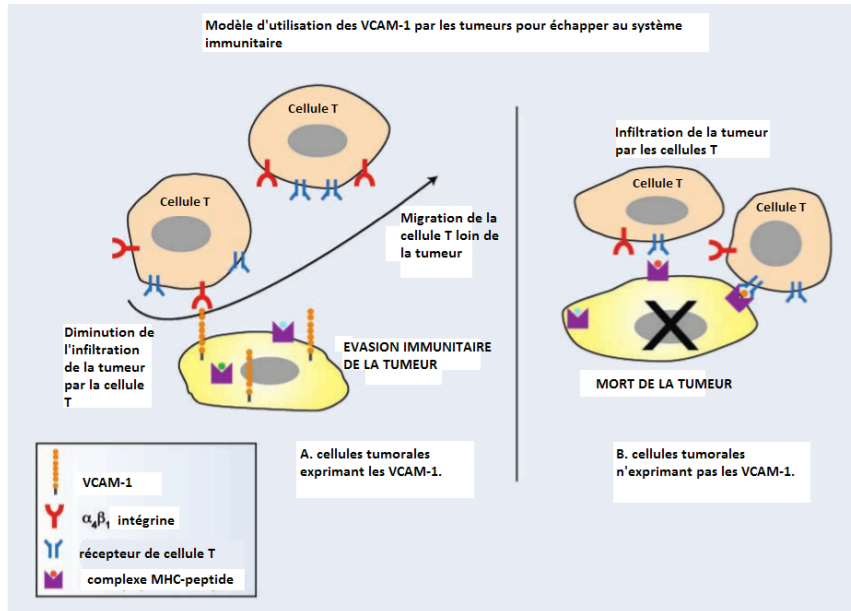 Modèle d'utilisation des VCAM-1 par les tumeurs pour échapper au système
immunitaire
Cellule T
Cellule T
Migration de la
cellule T loin de
la tumeur
Diminution de
l'infiltration
de la tumeur
par la cellule
T
EVASION IMMUNITAIRE
DE LA TUMEUR
A. cellules tumorales
exprimant les VCAM-1.
Infiltration de la tumeur
par les cellules T
Cellule T
Cellule T
MORT DE LA TUMEUR
B. cellules tumorales
n'exprimant pas les VCAM-1.
VCAM-1
α₄β₁ intégrine
récepteur de cellule T
complexe MHC-peptide